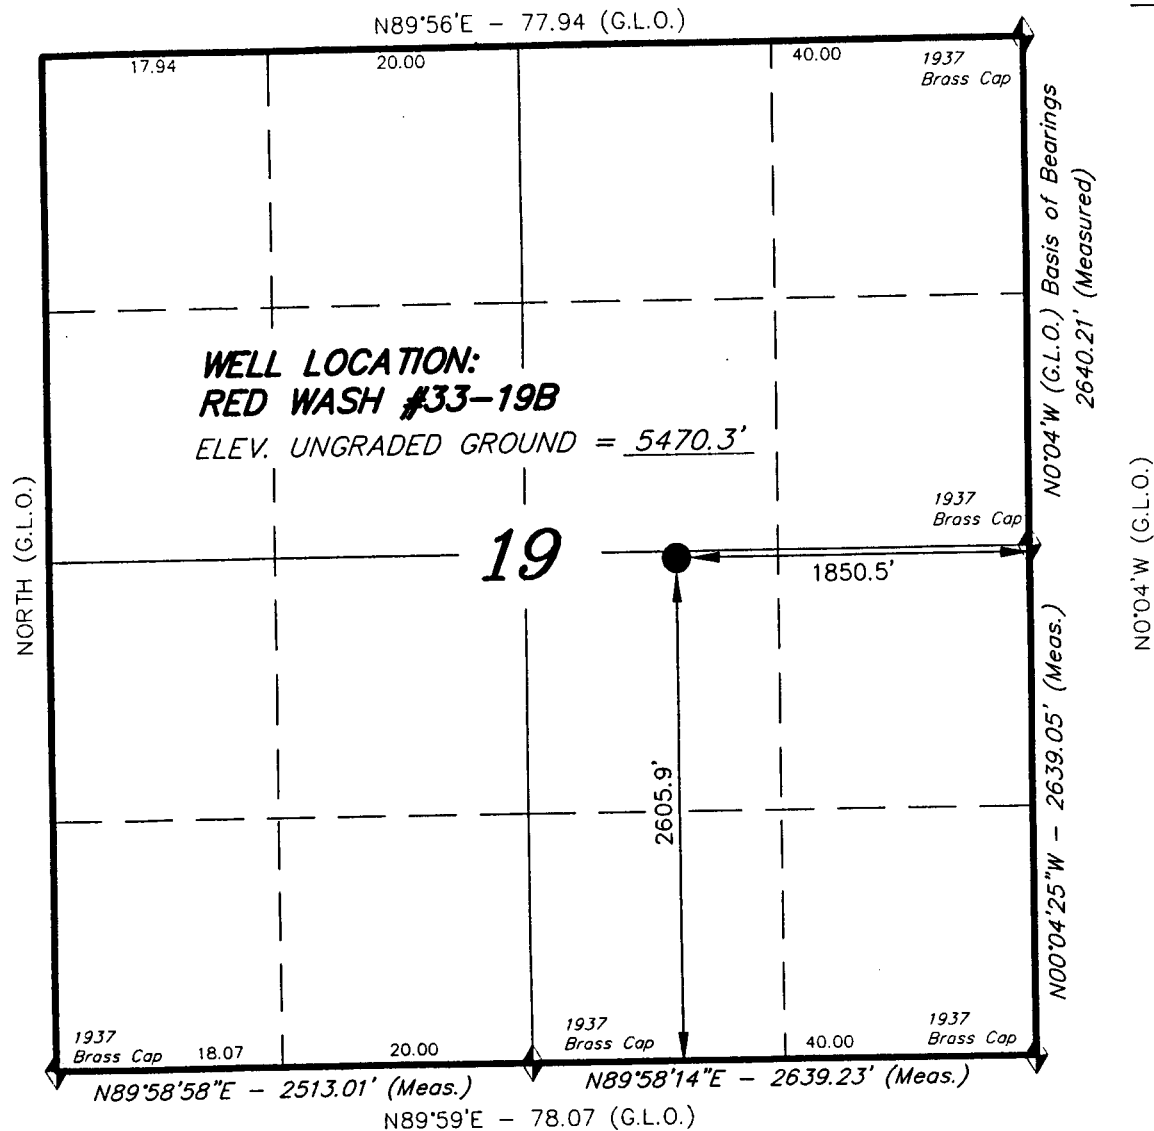 N89°56'E - 77.94 (G.L.O.)
17.94
20.00
40.00
1937
Brass Cap
N0°04'W (G.L.O.) Basis of Bearings
2640.21' (Measured)
WELL LOCATION:
RED WASH #33-19B
ELEV. UNGRADED GROUND = 5470.3'
NORTH (G.L.O.)
1937
Brass Cap
N0°04'W (G.L.O.)
19
1850.5'
2605.9'
N00°04'25"W - 2639.05' (Meas.)
1937
Brass Cap
18.07
20.00
1937
Brass Cap
40.00
1937
Brass Cap
N89°58'58"E - 2513.01' (Meas.)
N89°58'14"E - 2639.23' (Meas.)
N89°59'E - 78.07 (G.L.O.)